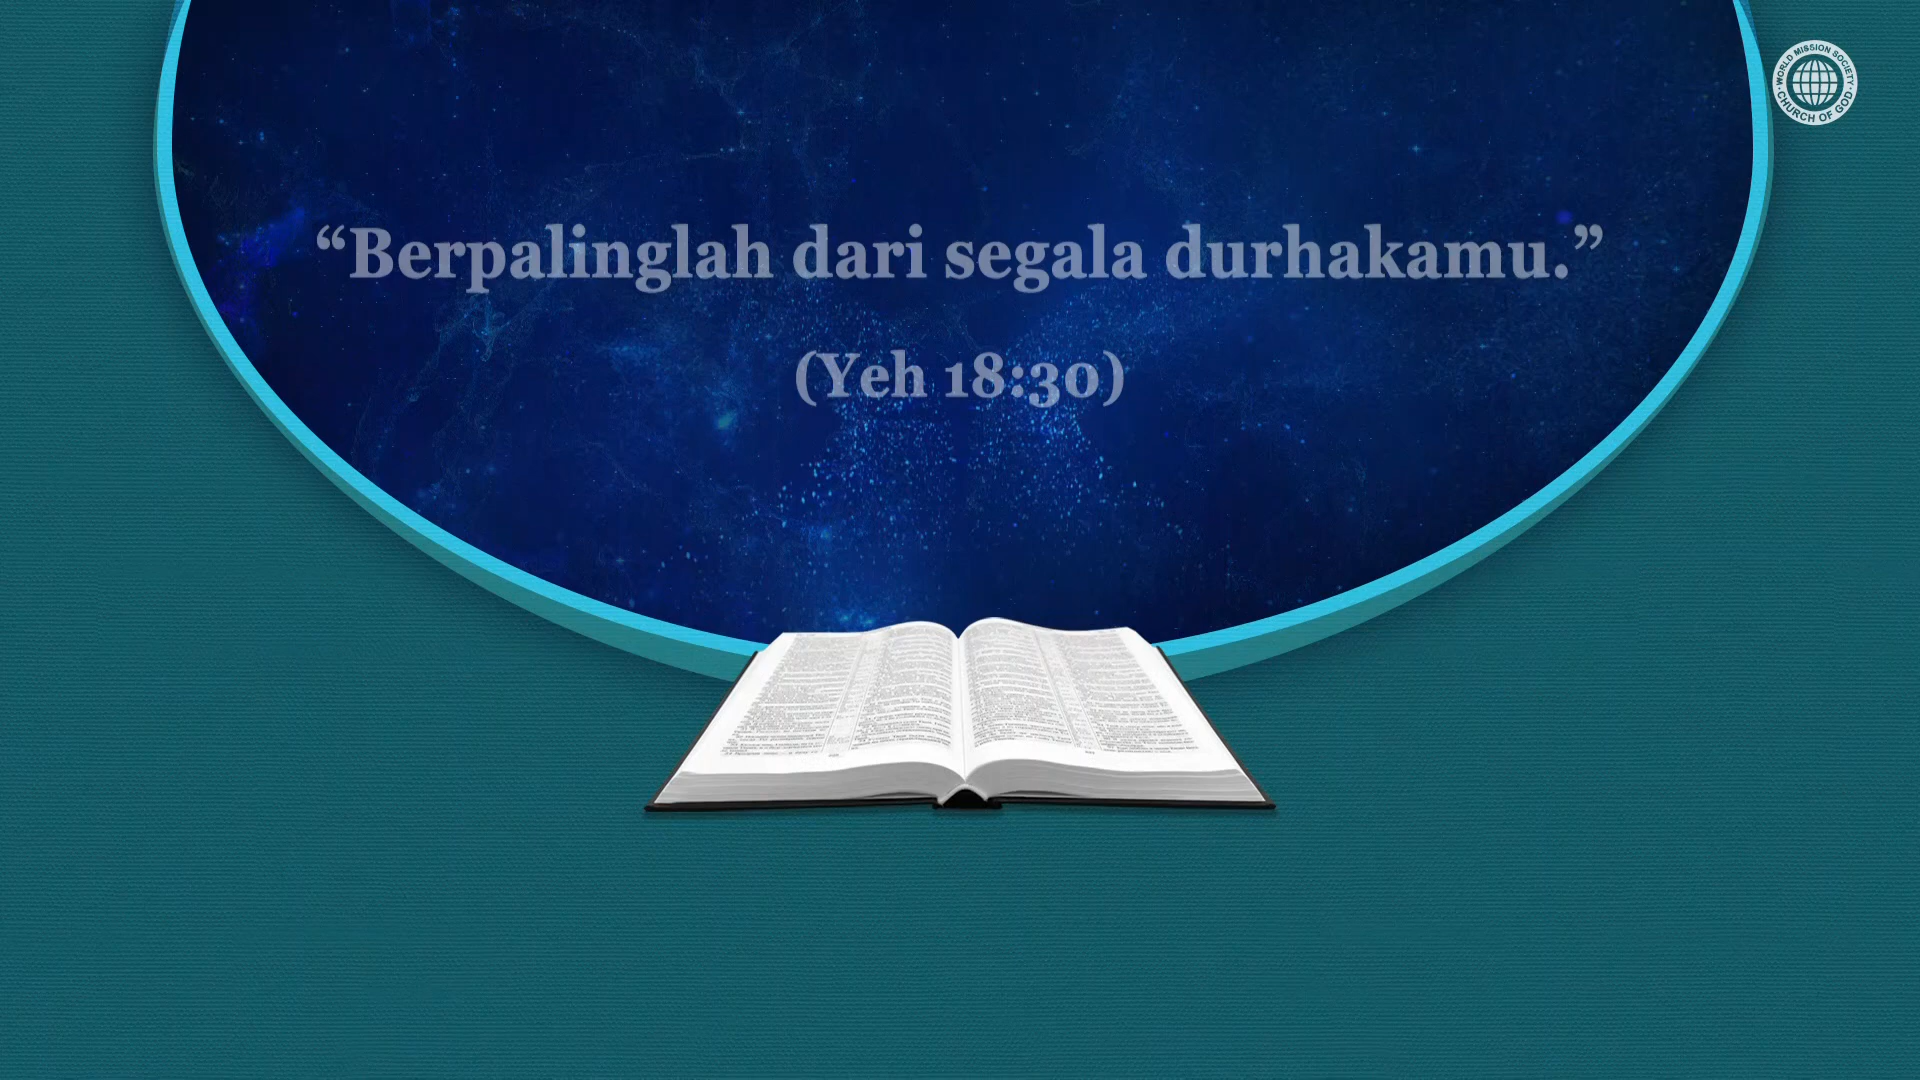 “Berpalinglah dari segala durhakamu.”
(Yeh 18:30)
WORLD MISSION SOCIETY
CHURCH OF GOD